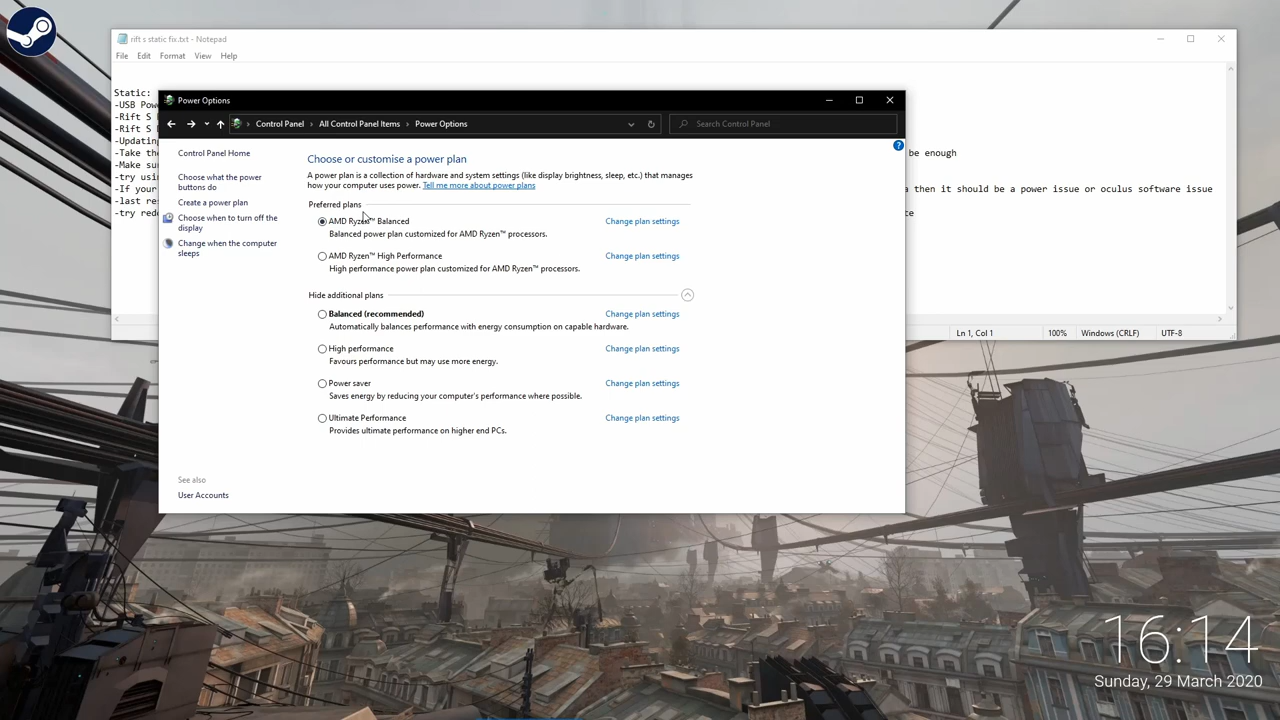 rift s static fix.txt - Notepad
File Edit Format View Help
Static:
-USB Pow
-Rift S
-Rift S
-Updatin
-Take th
be enough
-Make su
-try usin
-If your
then it should be a power issue or oculus software issue
-last res
-try red
Power Options
Control Panel > All Control Panel Items > Power Options
Search Control Panel
Control Panel Home
Choose what the power
buttons do
Create a power plan
Choose when to turn off the
display
Change when the computer
sleeps
See also
User Accounts
Choose or customise a power plan
A power plan is a collection of hardware and system settings (like display brightness, sleep, etc.) that manages
how your computer uses power. Tell me more about power plans
Preferred plans
AMD Ryzen™ Balanced Change plan settings
Balanced power plan customized for AMD Ryzen™ processors.
AMD Ryzen™ High Performance Change plan settings
High performance power plan customized for AMD Ryzen™ processors.
Hide additional plans
Balanced (recommended) Change plan settings
Automatically balances performance with energy consumption on capable hardware.
High performance Change plan settings
Favours performance but may use more energy.
Power saver Change plan settings
Saves energy by reducing your computer's performance where possible.
Ultimate Performance Change plan settings
Provides ultimate performance on higher end PCs.
Ln 1, Col 1 100% Windows (CRLF) UTF-8
16:14
Sunday, 29 March 2020